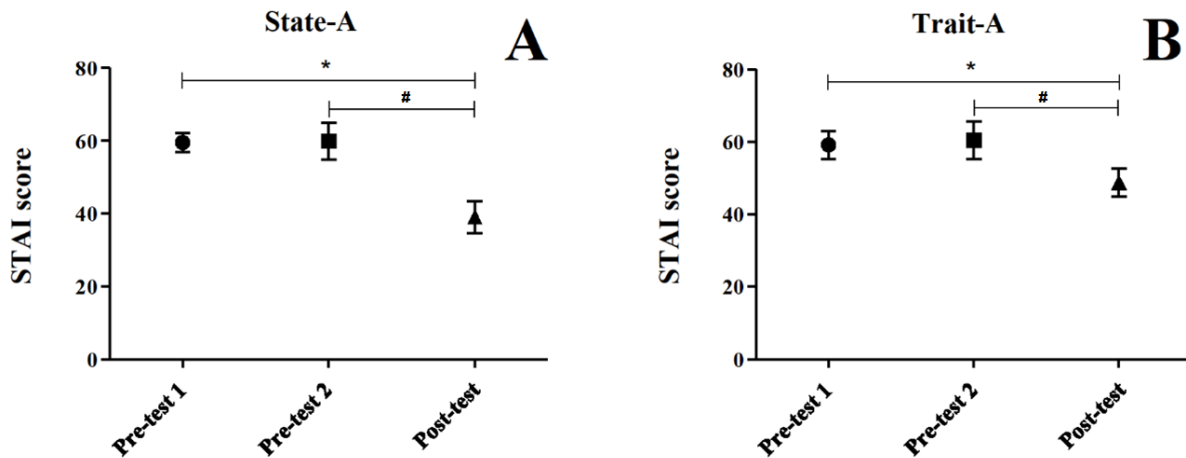 State-A
A
*
#
STAI score
80
60
40
20
0
Pre-test 1
Pre-test 2
Post-test
Trait-A
B
*
#
STAI score
80
60
40
20
0
Pre-test 1
Pre-test 2
Post-test